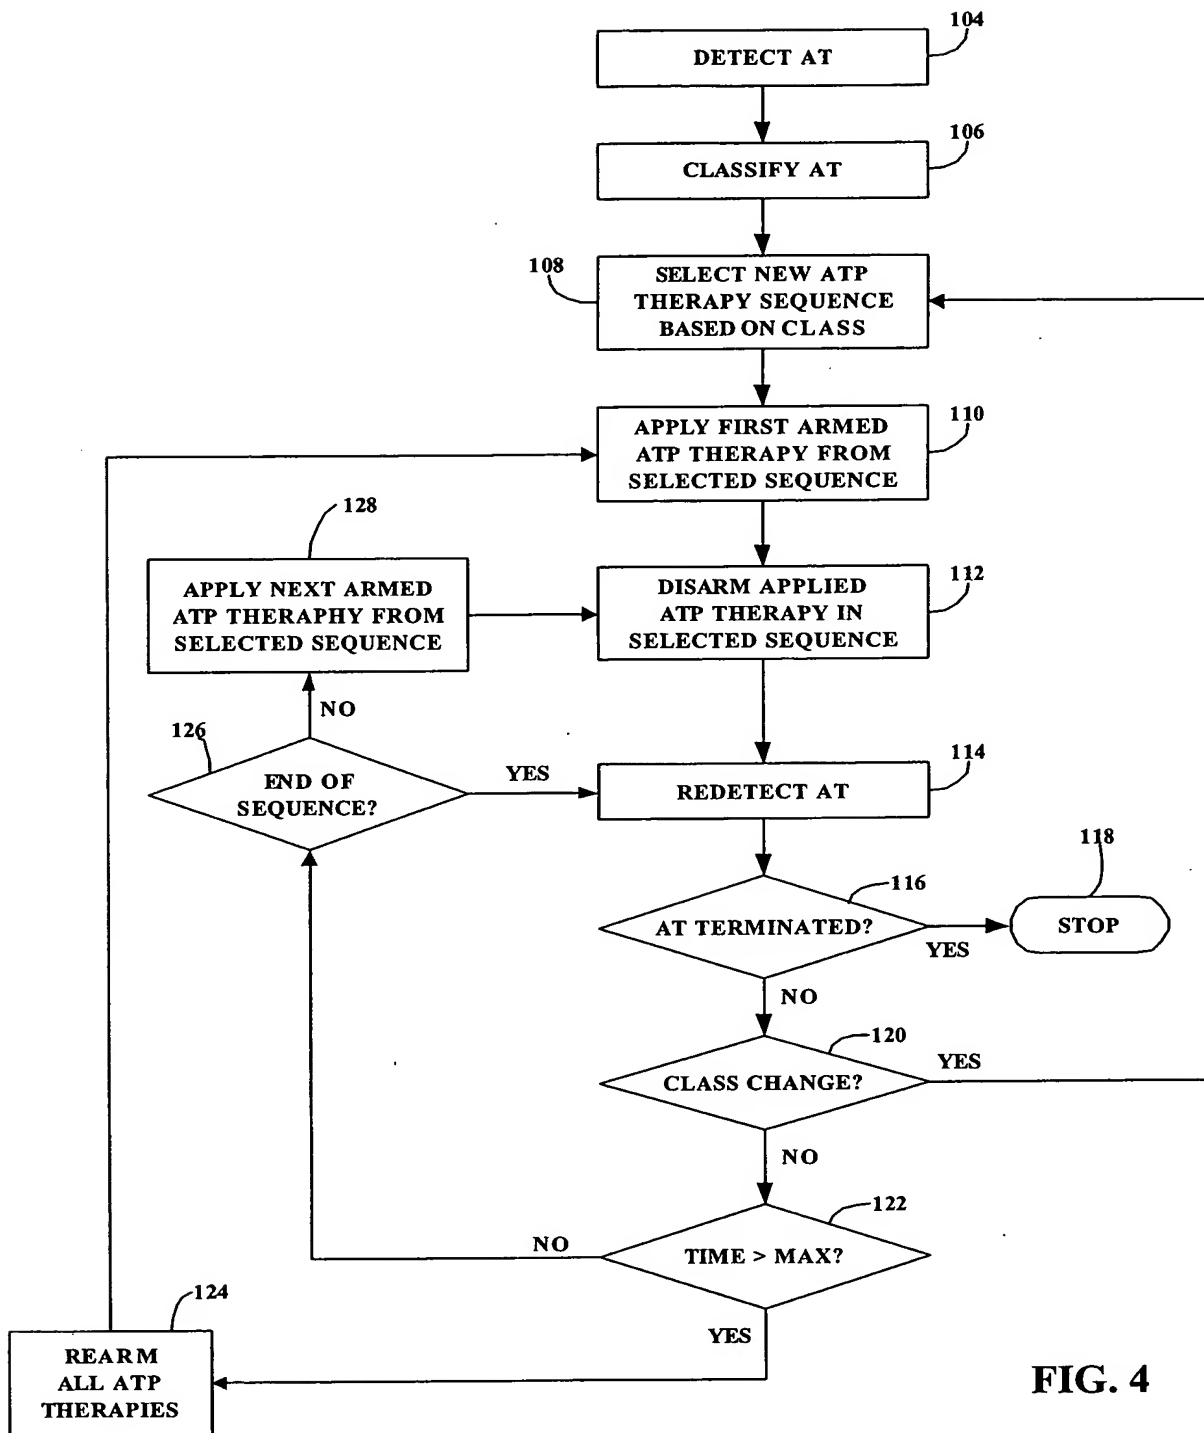 104
DETECT AT
106
CLASSIFY AT
108
SELECT NEW ATP
THERAPY SEQUENCE
BASED ON CLASS
110
APPLY FIRST ARMED
ATP THERAPY FROM
SELECTED SEQUENCE
128
APPLY NEXT ARMED
ATP THERAPHY FROM
SELECTED SEQUENCE
112
DISARM APPLIED
ATP THERAPY IN
SELECTED SEQUENCE
NO
126
END OF
SEQUENCE?
YES
114
REDETECT AT
118
116
AT TERMINATED?
YES
STOP
NO
120
CLASS CHANGE?
YES
NO
122
TIME > MAX?
NO
YES
124
REARM
ALL ATP
THERAPIES
FIG. 4